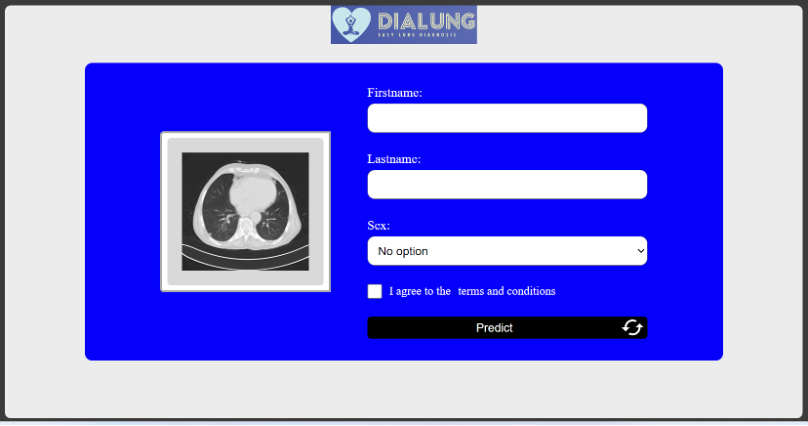 DIALUNG
EASY LUNG DIAGNOSIS
Firstname:
Lastname:
Sex:
No option
I agree to the terms and conditions
Predict